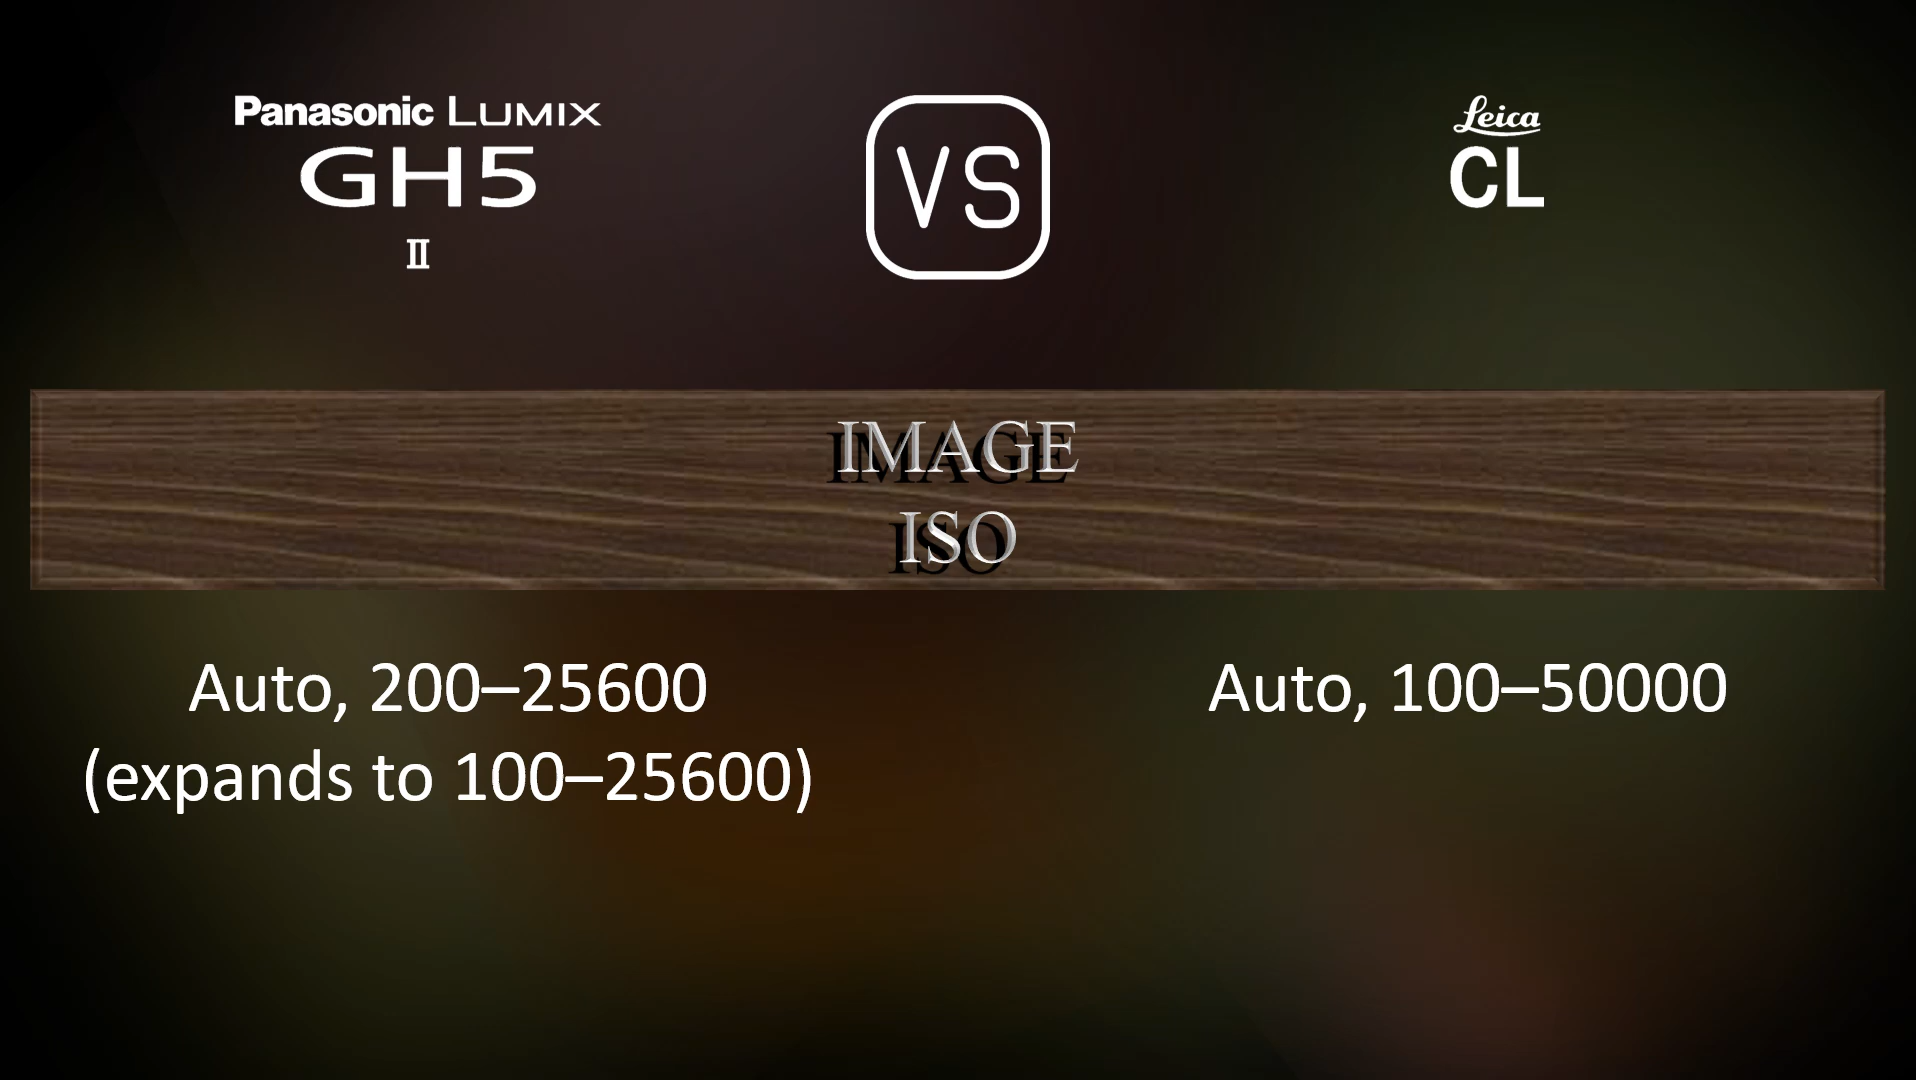 Panasonic LUMIX
GH5
II
VS
Leica
CL
IMAGE
ISO
Auto, 200–25600
(expands to 100–25600)
Auto, 100–50000